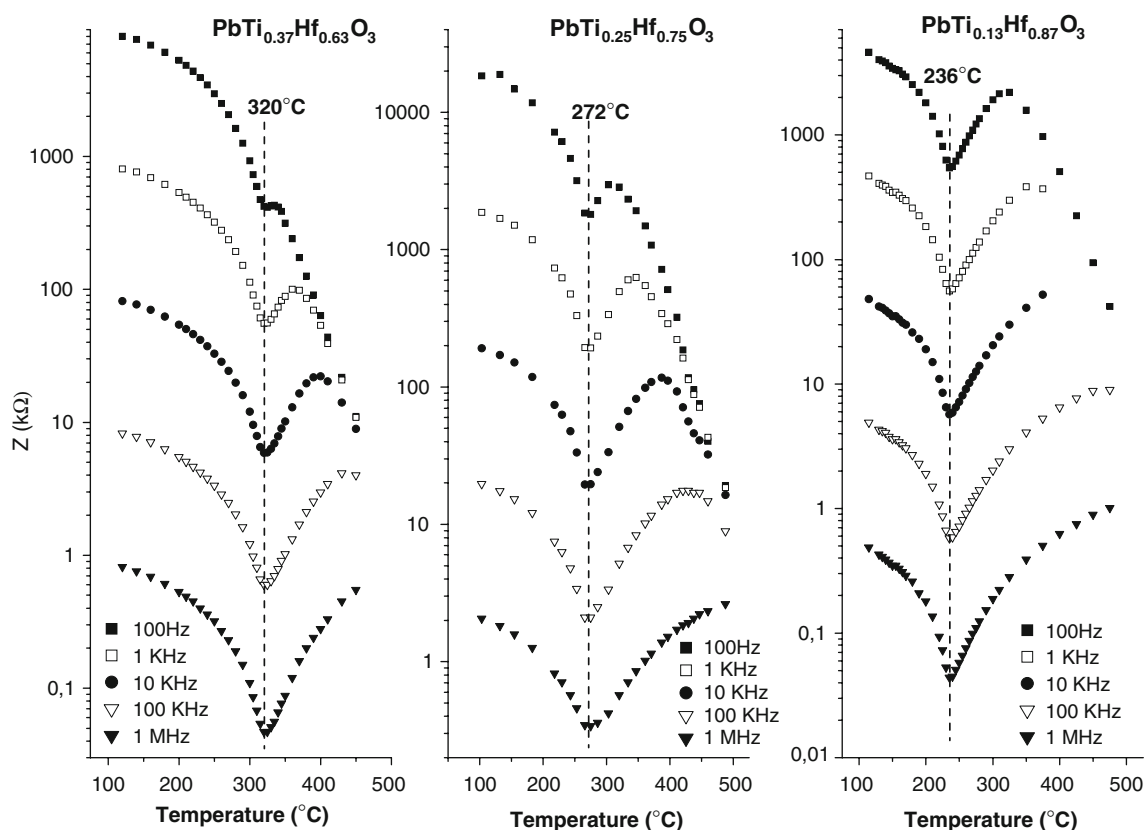 PbTi0.37Hf0.63O3
PbTi0.25Hf0.75O3
PbTi0.13Hf0.87O3
320°C
272°C
236°C
Z (kΩ)
1000
100
10
1
0,1
10000
1000
100
10
1
1000
100
10
1
0,1
0,01
100Hz
1 KHz
10 KHz
100 KHz
1 MHz
100Hz
1 KHz
10 KHz
100 KHz
1 MHz
100Hz
1 KHz
10 KHz
100 KHz
1 MHz
100 200 300 400 500
100 200 300 400 500
100 200 300 400 500
Temperature (°C)
Temperature (°C)
Temperature (°C)